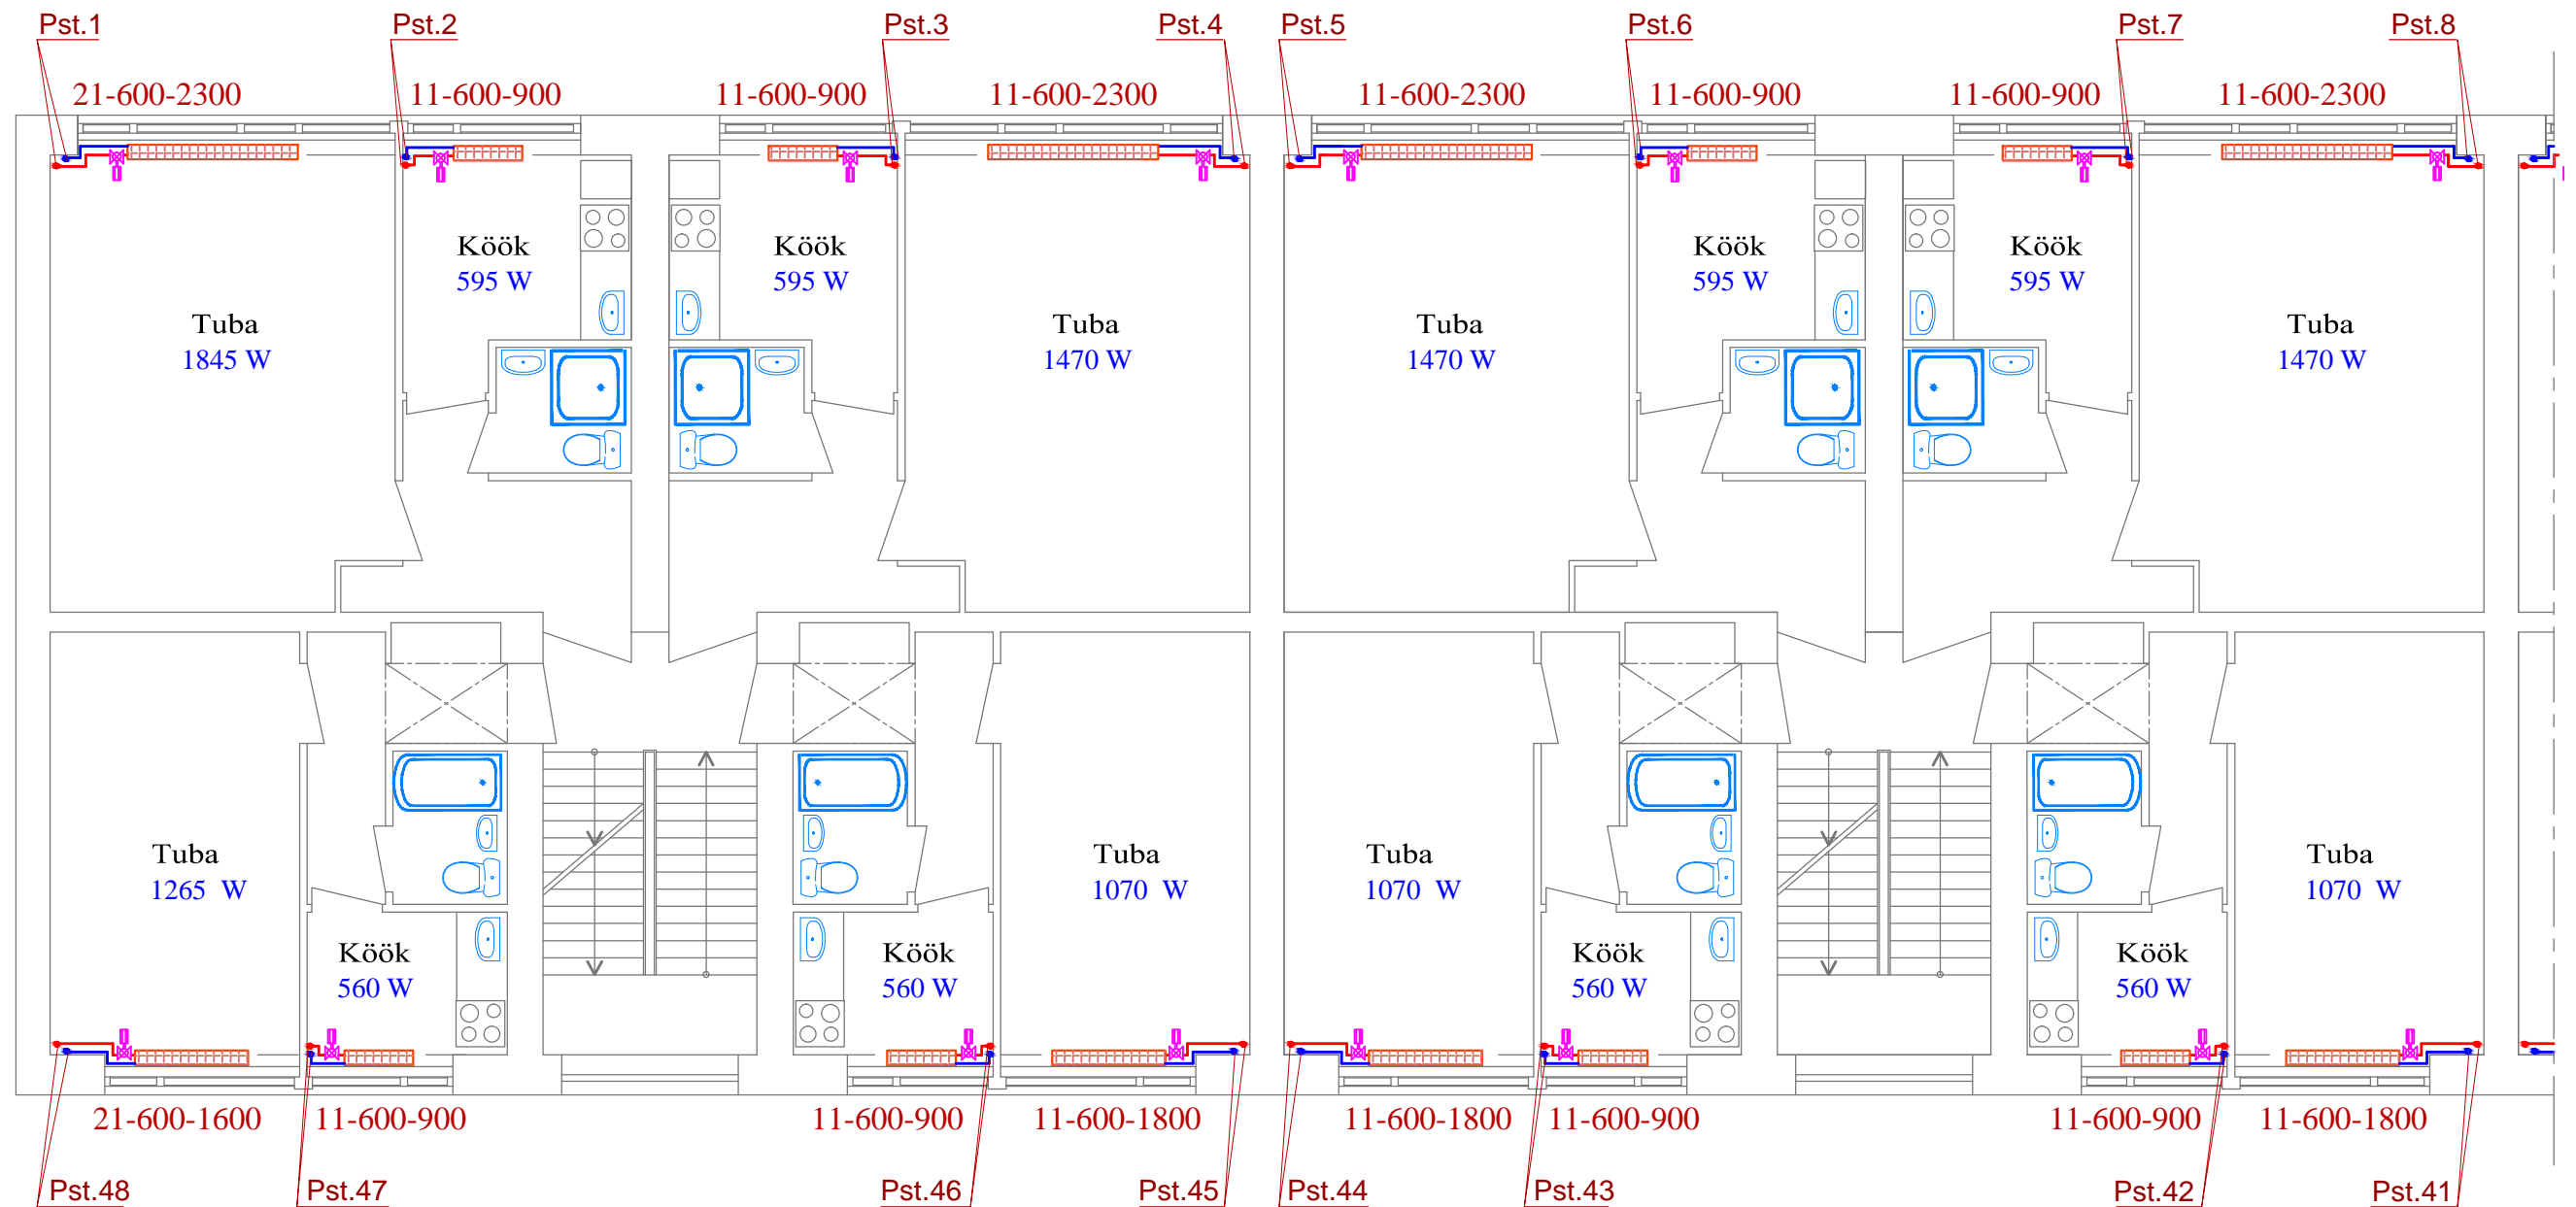 Pst.1 Pst.2 Pst.3 Pst.4 Pst.5 Pst.6 Pst.7 Pst.8
21-600-2300 11-600-900 11-600-900 11-600-2300 11-600-2300 11-600-900 11-600-900 11-600-2300
Köök Köök Köök Köök
595 W 595 W 595 W 595 W
Tuba Tuba Tuba Tuba
1845 W 1470 W 1470 W 1470 W
Tuba Tuba Tuba Tuba
1265 W 1070 W 1070 W 1070 W
Köök Köök Köök Köök
560 W 560 W 560 W 560 W
21-600-1600 11-600-900 11-600-900 11-600-1800 11-600-1800 11-600-900 11-600-900 11-600-1800
Pst.48 Pst.47 Pst.46 Pst.45 Pst.44 Pst.43 Pst.42 Pst.41